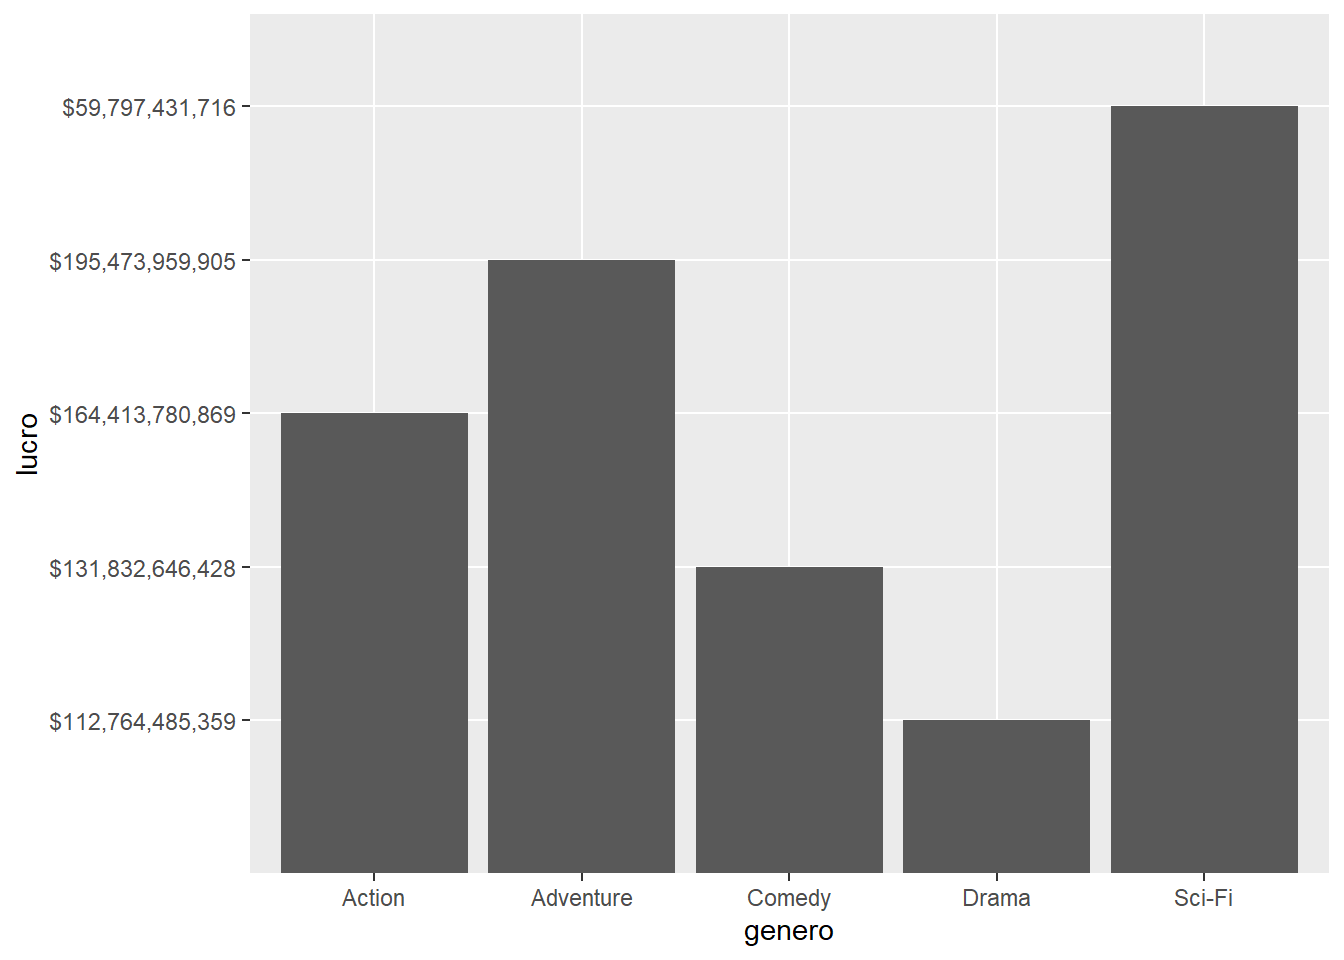 $59,797,431,716
$195,473,959,905
$164,413,780,869
$131,832,646,428
$112,764,485,359
lucro
Action
Adventure
Comedy
Drama
Sci-Fi
genero